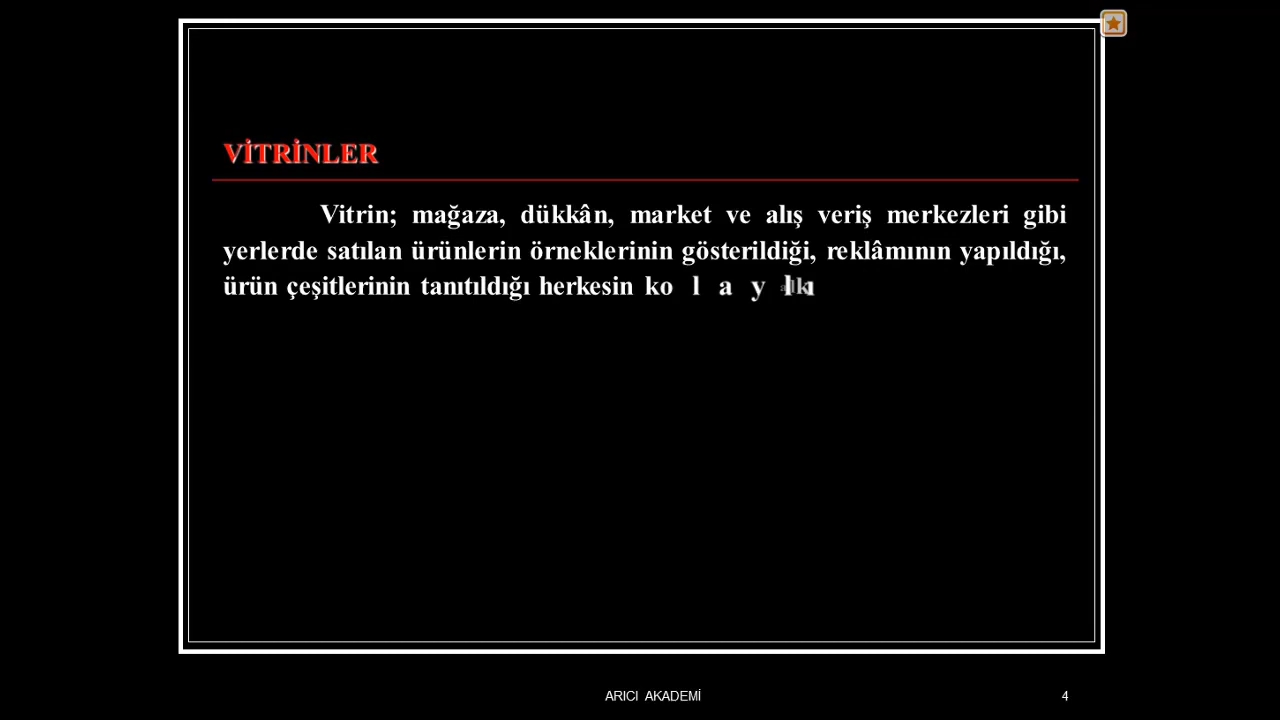 VİTRİNLER
Vitrin; mağaza, dükkân, market ve alış veriş merkezleri gibi
yerlerde satılan ürünlerin örneklerinin gösterildiği, reklâmının yapıldığı,
ürün çeşitlerinin tanıtıldığı herkesin ko l a y
ARICI AKADEMİ
4